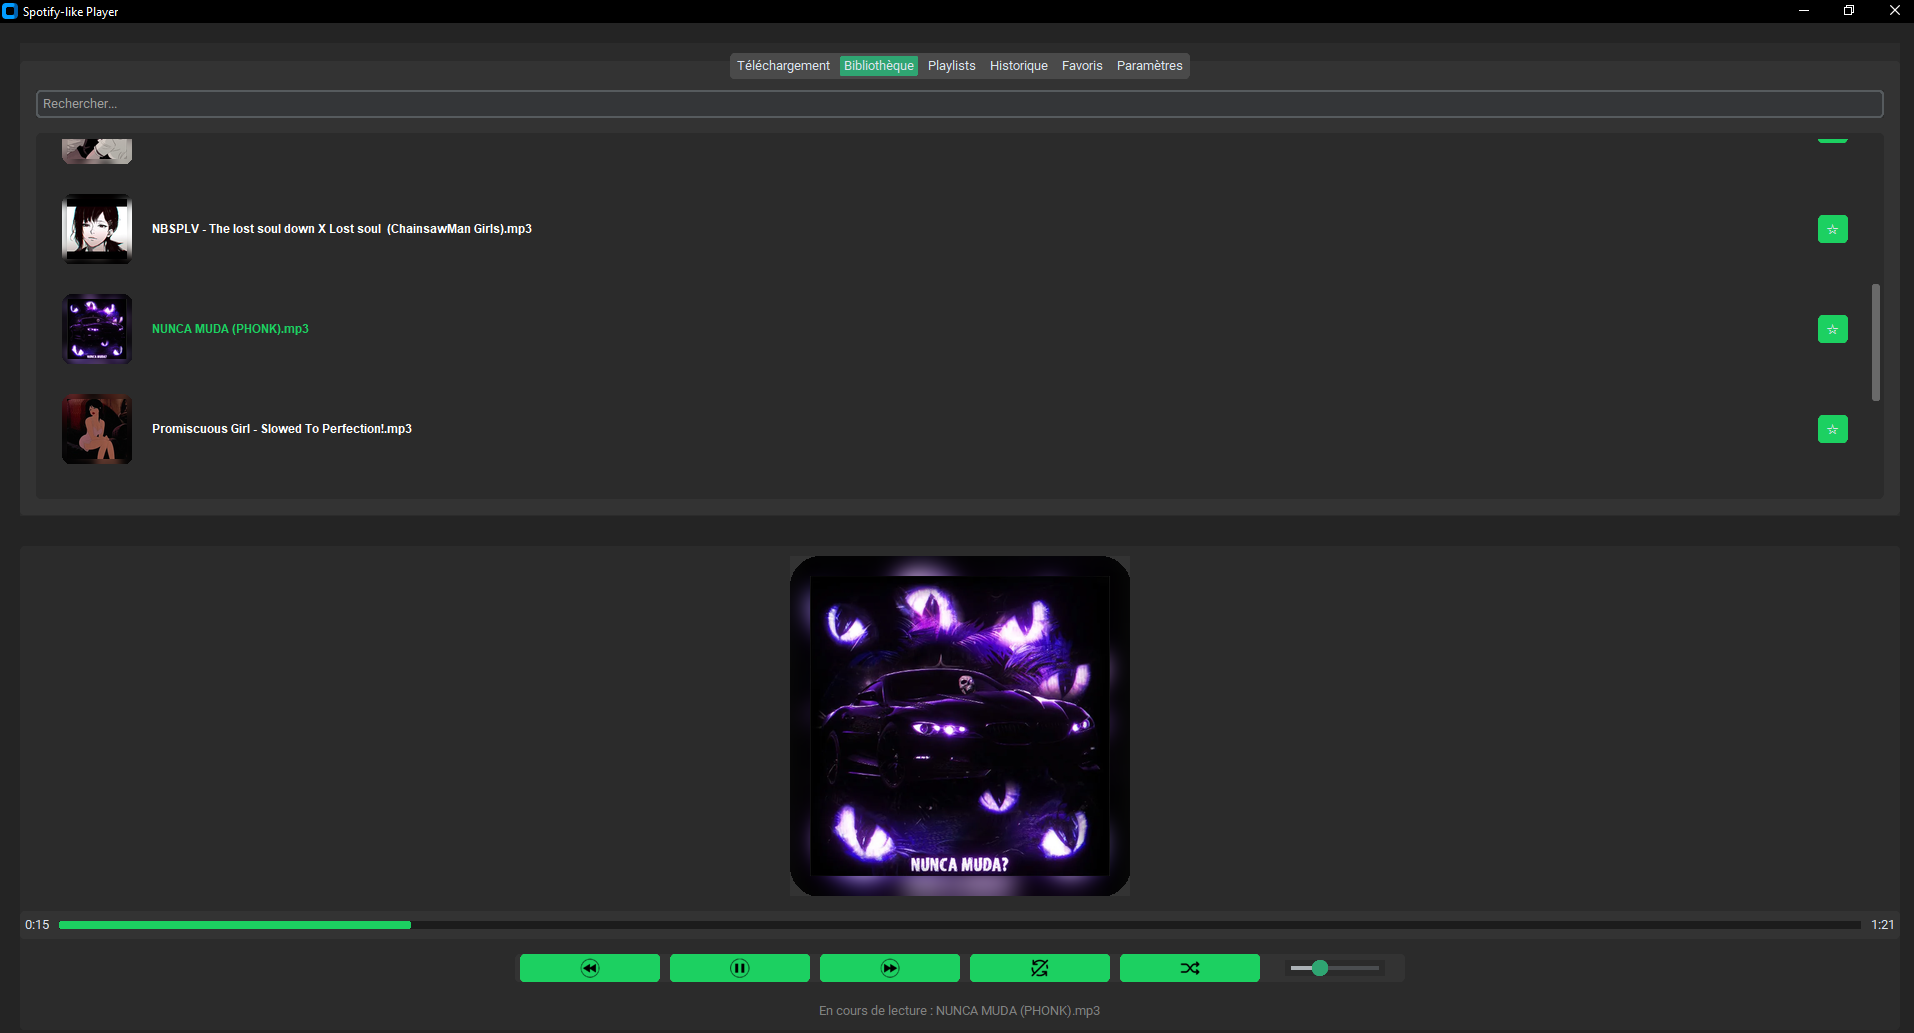 Spotify-like Player
Téléchargement Bibliothèque Playlists Historique Favoris Paramètres
Rechercher...
NBSPLV - The lost soul down X Lost soul  (ChainsawMan Girls).mp3
NUNCA MUDA (PHONK).mp3
Promiscuous Girl - Slowed To Perfection!.mp3
NUNCA MUDA?
0:15 1:21
En cours de lecture : NUNCA MUDA (PHONK).mp3